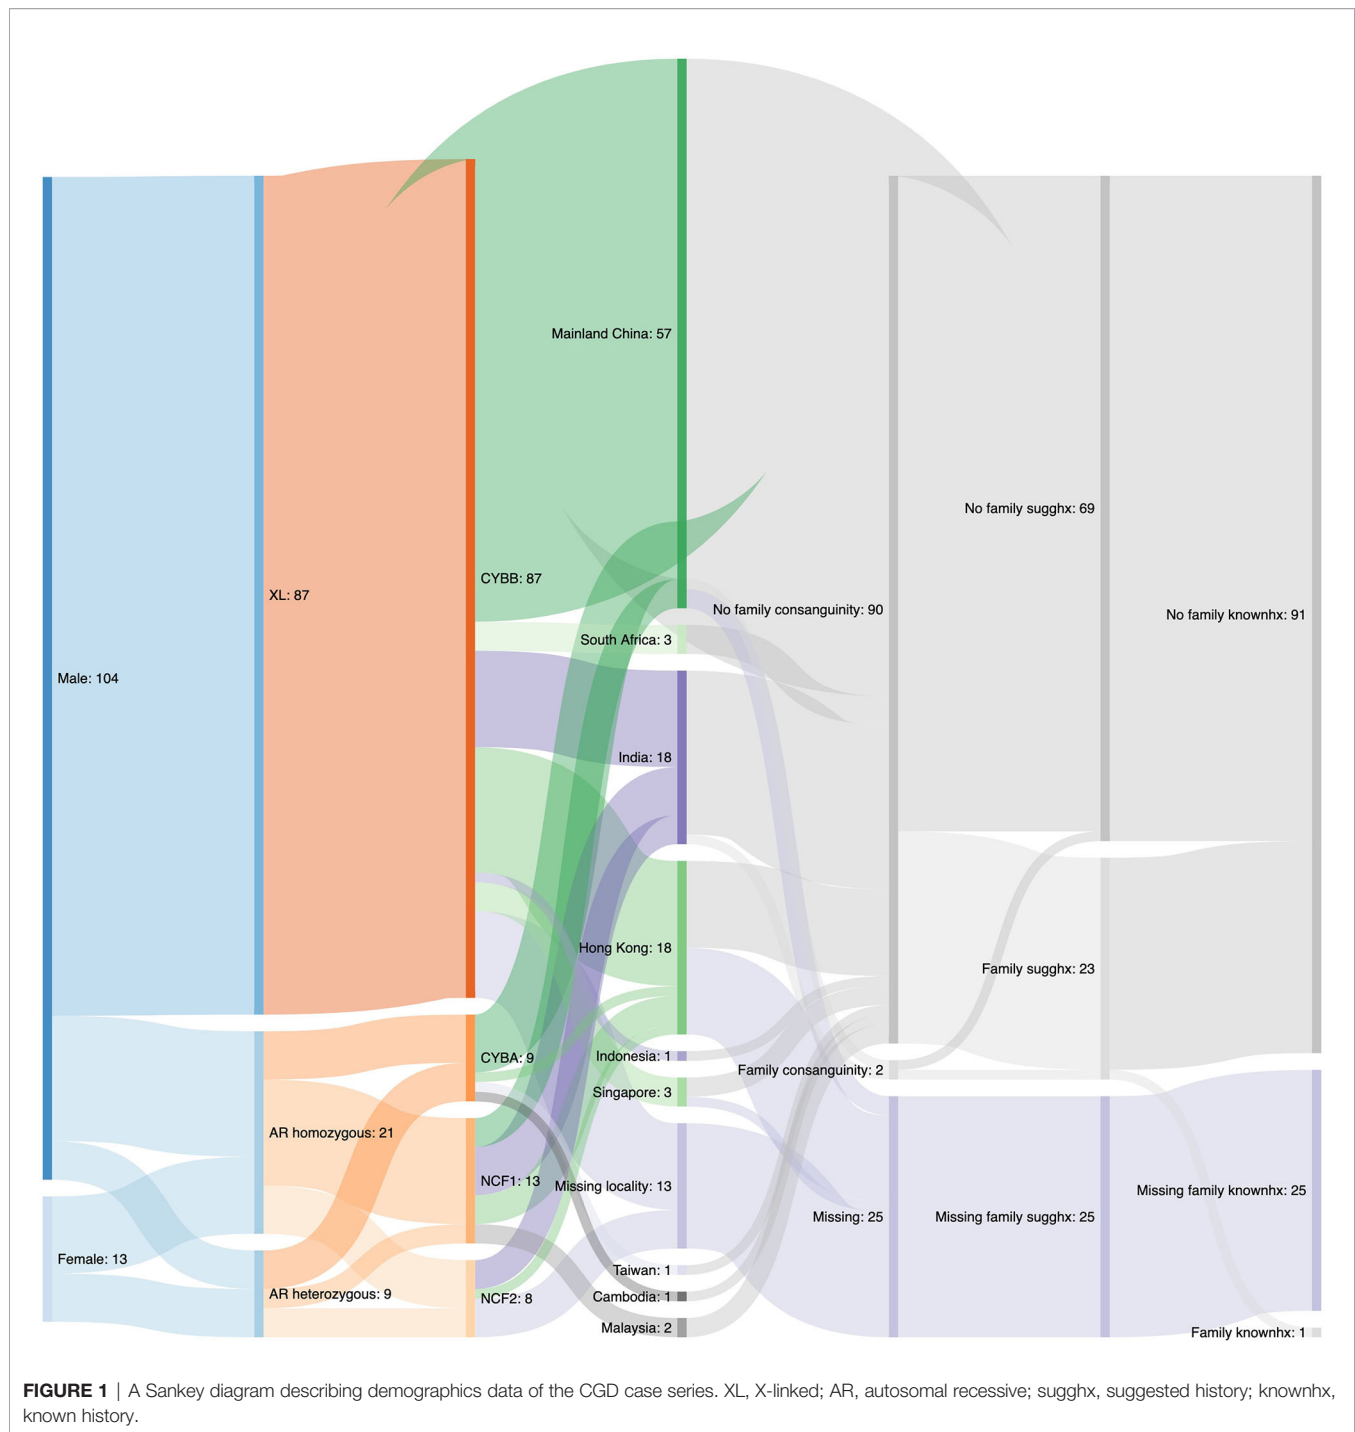 Mainland China: 57
No family sugghx: 69
CYBB: 87
XL: 87
No family consanguinity: 90
No family knownhx: 91
South Africa: 3
Male: 104
India: 18
Hong Kong: 18
Family sugghx: 23
CYBA: 9
Indonesia: 1
Family consanguinity: 2
Singapore: 3
AR homozygous: 21
NCF1: 13
Missing locality: 13
Missing family knownhx: 25
Missing: 25
Missing family sugghx: 25
Female: 13
Taiwan: 1
AR heterozygous: 9
NCF2: 8
Cambodia: 1
Malaysia: 2
Family knownhx: 1
FIGURE 1 | A Sankey diagram describing demographics data of the CGD case series. XL, X-linked; AR, autosomal recessive; sugghx, suggested history; knownhx,
known history.